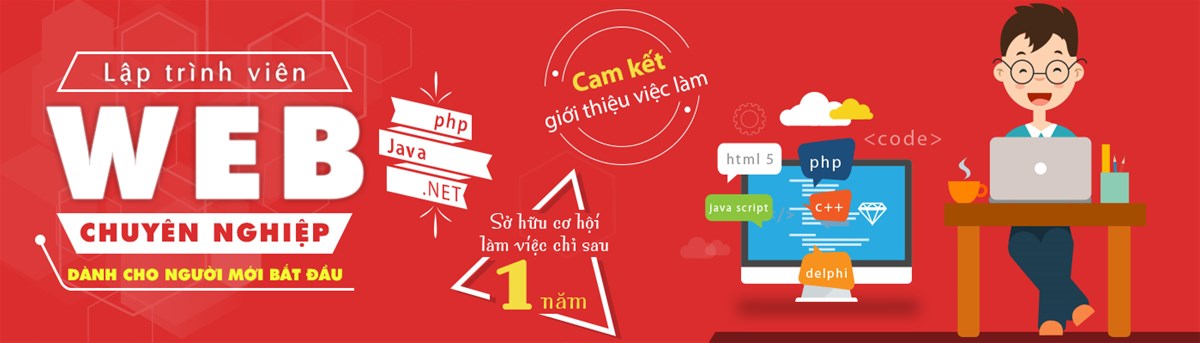 Lập trình viên
WEB
CHUYÊN NGHIỆP
DÀNH CHO NGƯỜI MỚI BẮT ĐẦU
php
Java
.NET
Cam kết
giới thiệu việc làm
Sở hữu cơ hội
làm việc chỉ sau
1 năm
html 5
php
java script
</>
c++
delphi
<code>